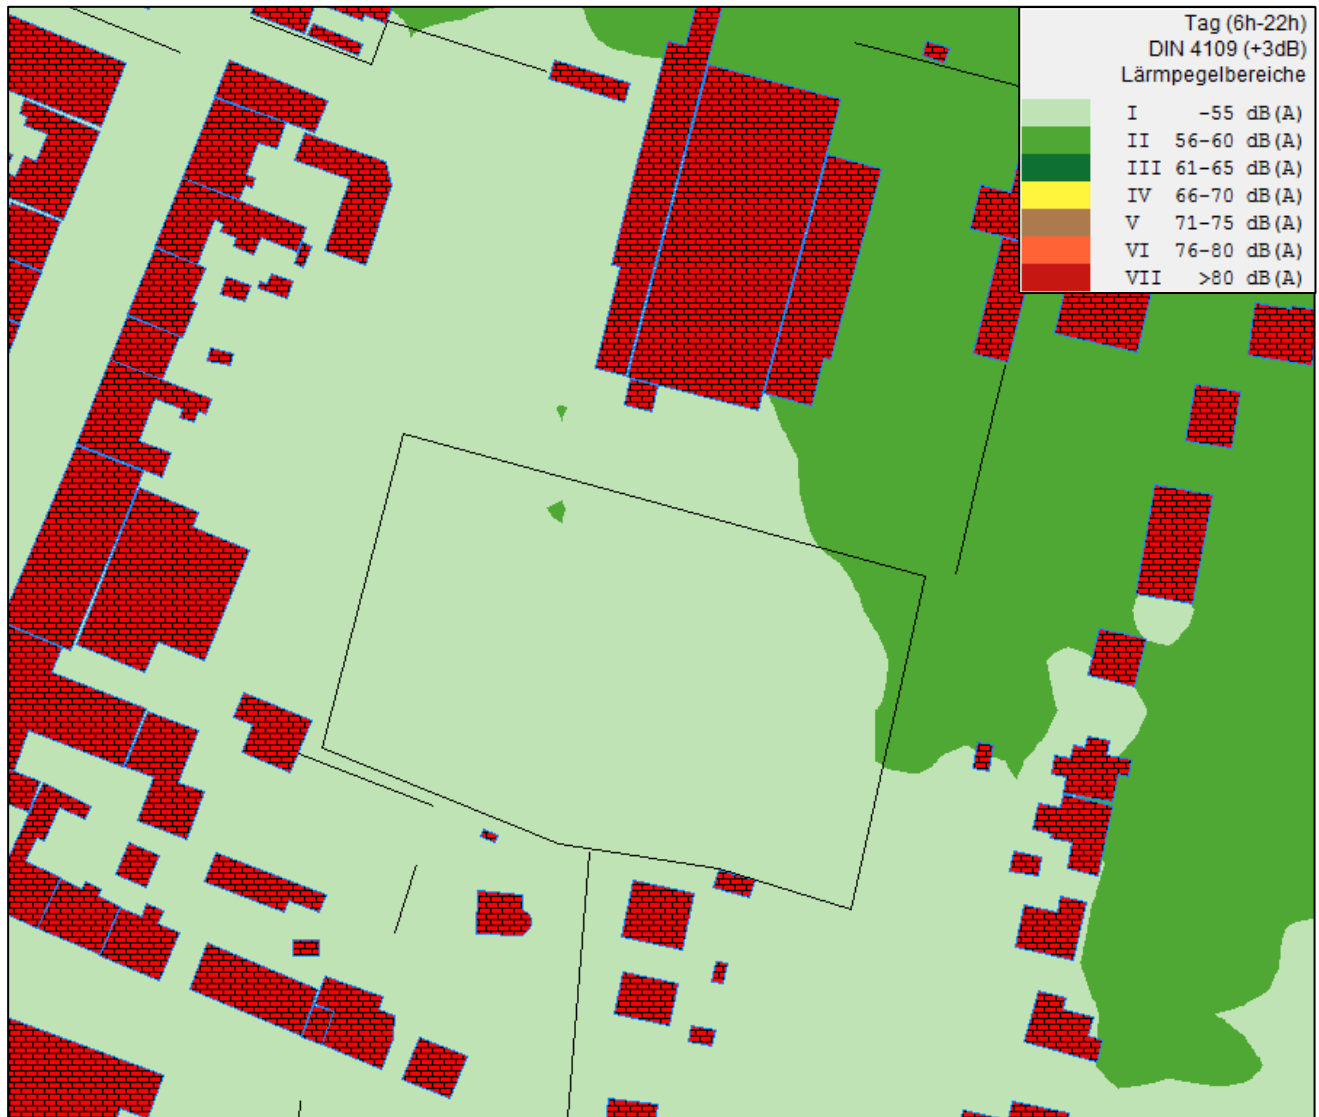 Tag (6h-22h)
DIN 4109 (+3dB)
Lärmpegelbereiche
I -55 dB(A)
II 56-60 dB(A)
III 61-65 dB(A)
IV 66-70 dB(A)
V 71-75 dB(A)
VI 76-80 dB(A)
VII >80 dB(A)